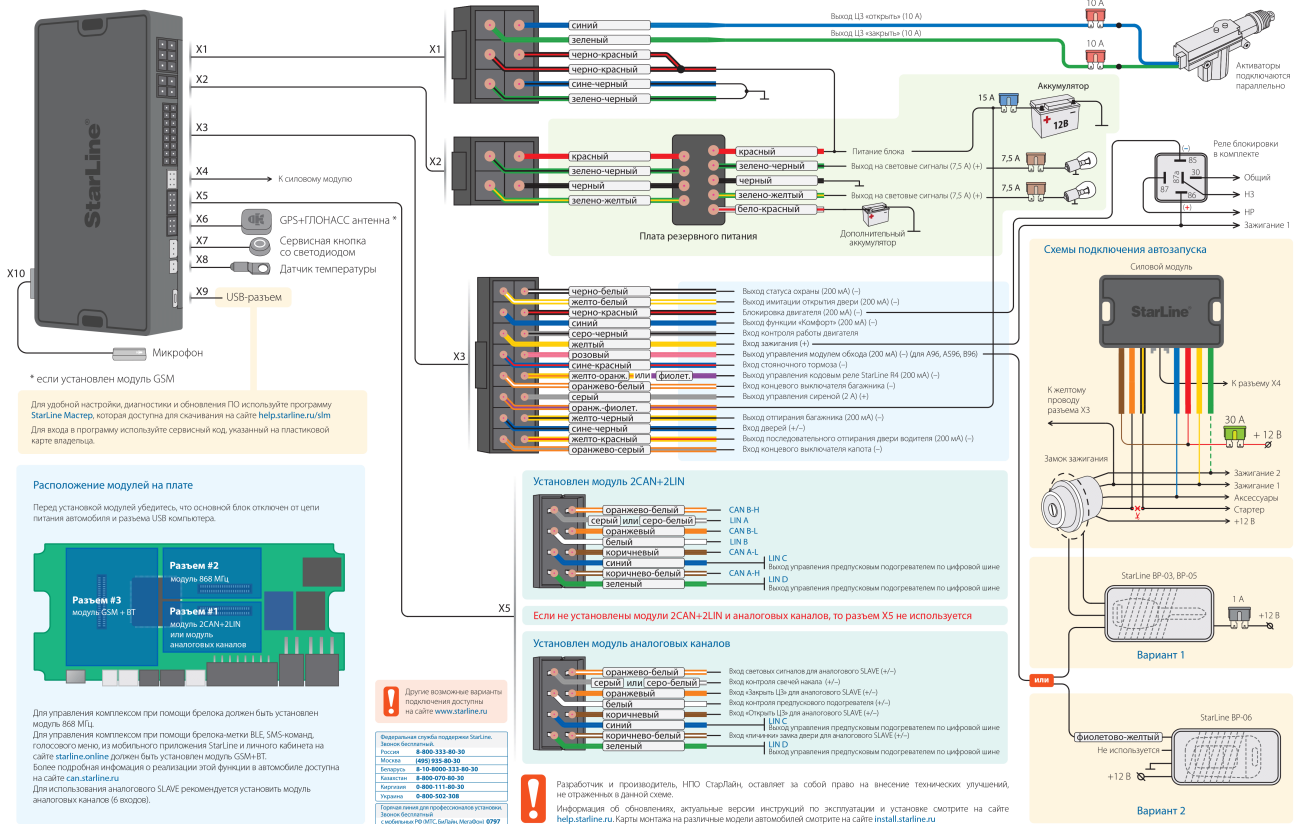 StarLine®
X1
X2
X3
X4
К силовому модулю
X5
X6
GPS+ГЛОНАСС антенна *
X7
Сервисная кнопка
со светодиодом
X8
Датчик температуры
X9
USB-разъем
X10
Микрофон
* если установлен модуль GSM
Для удобной настройки, диагностики и обновления ПО используйте программу
StarLine Мастер, которая доступна для скачивания на сайте help.starline.ru/slm
Для входа в программу используйте сервисный код, указанный на пластиковой
карте владельца.
Расположение модулей на плате
Перед установкой модулей убедитесь, что основной блок отключен от цепи
питания автомобиля и разъема USB компьютера.
Разъем #2
модуль 868 МГц
Разъем #3
модуль GSM + BT
Разъем #1
модуль 2CAN+2LIN
или модуль
аналоговых каналов
Для управления комплексом при помощи брелока должен быть установлен
модуль 868 МГц.
Для управления комплексом при помощи брелока-метки BLE, SMS-команд,
голосового меню, из мобильного приложения StarLine и личного кабинета на
сайте starline.online должен быть установлен модуль GSM+BT.
Более подробная инфомация о реализации этой функции в автомобиле доступна
на сайте can.starline.ru
Для использования аналогового SLAVE рекомендуется установить модуль
аналоговых каналов (6 входов).
X1
синий
зеленый
черно-красный
черно-красный
сине-черный
зелено-черный
Выход ЦЗ «открыть» (10 А)
Выход ЦЗ «закрыть» (10 А)
10 А
10 А
Активаторы
подключаются
параллельно
X2
красный
зелено-черный
черный
зелено-желтый
Плата резервного питания
красный
зелено-черный
черный
зелено-желтый
бело-красный
Питание блока
Выход на световые сигналы (7,5 А) (+)
Выход на световые сигналы (7,5 А) (+)
Дополнительный
аккумулятор
15 А
Аккумулятор
12В
7,5 А
7,5 А
Реле блокировки
в комплекте
(–)
85
87a
30
87
86
(+)
Общий
НЗ
НР
Зажигание 1
X3
черно-белый
Выход статуса охраны (200 мА) (–)
желто-белый
Выход имитации открытия двери (200 мА) (–)
черно-красный
Блокировка двигателя (200 мА) (–)
синий
Выход функции «Комфорт» (200 мА) (–)
серо-черный
Вход контроля работы двигателя
желтый
Вход зажигания (+)
розовый
Выход управления модулем обхода (200 мА) (–) (для A96, AS96, B96)
сине-красный
Вход стояночного тормоза (–)
желто-оранж. или фиолет.
Выход управления кодовым реле StarLine R4 (200 мА) (–)
оранжево-белый
Вход концевого выключателя багажника (–)
серый
Выход управления сиреной (2 А) (+)
оранж.-фиолет.
желто-черный
Выход отпирания багажника (200 мА) (–)
сине-черный
Вход дверей (+/–)
желто-красный
Выход последовательного отпирания двери водителя (200 мА) (–)
оранжево-серый
Вход концевого выключателя капота (–)
X5
Установлен модуль 2CAN+2LIN
оранжево-белый
CAN B-H
серый или серо-белый
LIN A
оранжевый
CAN B-L
белый
LIN B
коричневый
CAN A-L
синий
LIN C
Выход управления предпусковым подогревателем по цифровой шине
коричнево-белый
CAN A-H
зеленый
LIN D
Выход управления предпусковым подогревателем по цифровой шине
Если не установлены модули 2CAN+2LIN и аналоговых каналов, то разъем X5 не используется
Установлен модуль аналоговых каналов
оранжево-белый
Вход световых сигналов для аналогового SLAVE (+/–)
серый или серо-белый
Вход контроля свечей накала (+/–)
оранжевый
Вход «Закрыть ЦЗ» для аналогового SLAVE (+/–)
белый
Вход контроля предпускового подогревателя (+/–)
коричневый
Вход «Открыть ЦЗ» для аналогового SLAVE (+/–)
синий
LIN C
Выход управления предпусковым подогревателем по цифровой шине
коричнево-белый
Вход «личинки» замка двери для аналогового SLAVE (+/–)
зеленый
LIN D
Выход управления предпусковым подогревателем по цифровой шине
Другие возможные варианты
подключения доступны
на сайте www.starline.ru
Федеральная служба поддержки StarLine.
Звонок бесплатный.
Россия 8-800-333-80-30
Москва (495) 935-80-30
Беларусь 8-10-8000-333-80-30
Казахстан 8-800-070-80-30
Киргизия 0-800-111-80-30
Украина 0-800-502-308
Горячая линия для профессионалов установки.
Звонок бесплатный
с мобильных РФ (МТС, БиЛайн, МегаФон) 0797
Разработчик и производитель, НПО СтарЛайн, оставляет за собой право на внесение технических улучшений,
не отраженных в данной схеме.
Информация об обновлениях, актуальные версии инструкций по эксплуатации и установке смотрите на сайте
help.starline.ru. Карты монтажа на различные модели автомобилей смотрите на сайте install.starline.ru
Схемы подключения автозапуска
Силовой модуль
StarLine®
К разъему X4
К желтому
проводу
разъема X3
30 А
+ 12 В
Замок зажигания
Зажигание 2
Зажигание 1
Аксессуары
Стартер
+12 В
StarLine BP-03, BP-05
1 А
+12 В
Вариант 1
или
StarLine BP-06
фиолетово-желтый
Не используется
+12 В
Вариант 2